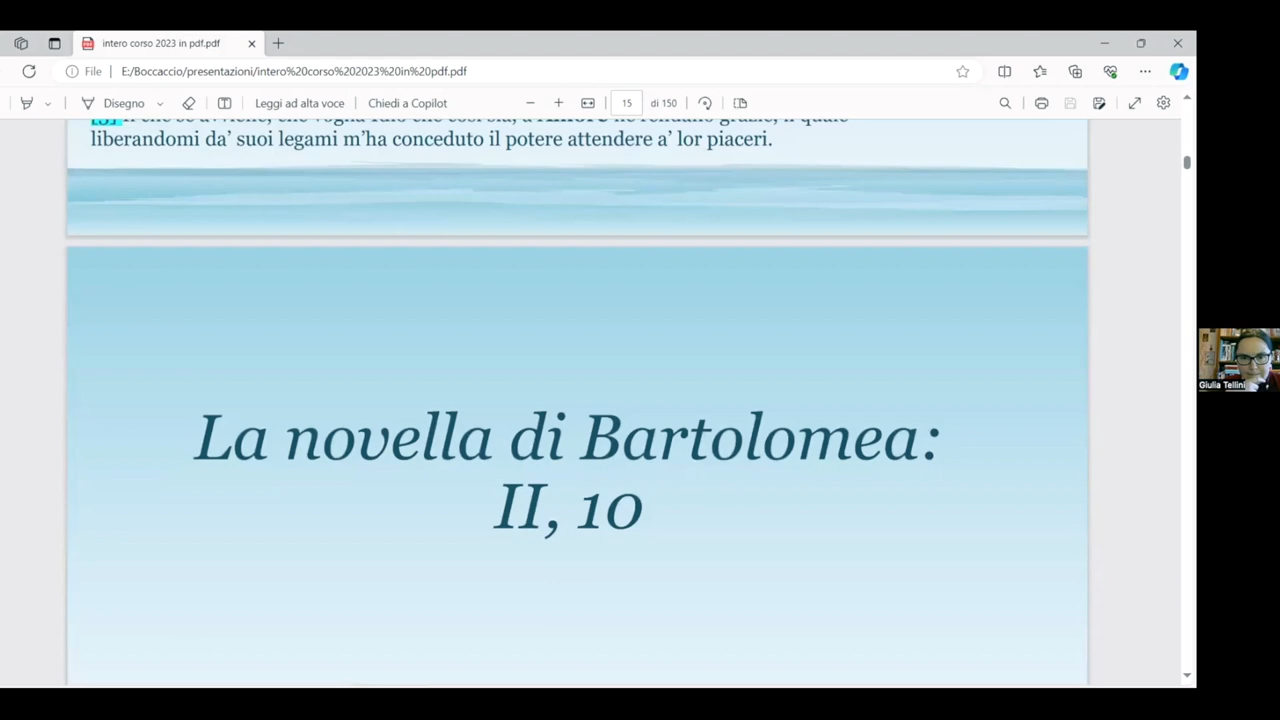 intero corso 2023 in pdf.pdf
File E:/Boccaccio/presentazioni/intero%20corso%202023%20in%20pdf.pdf
Disegno Leggi ad alta voce Chiedi a Copilot 15 di 150
liberandomi da' suoi legami m'ha conceduto il potere attendere a' lor piaceri.
La novella di Bartolomea:
II, 10
Giulia Tellini